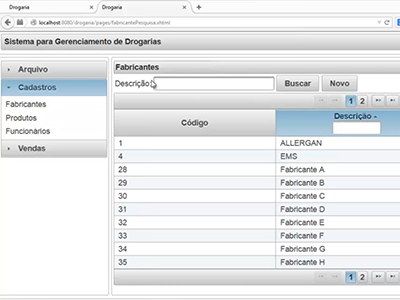 Drogaria
Drogaria
localhost:8080/drogaria/pages/fabricantePesquisa.xhtml
Sistema para Gerenciamento de Drogarias
Arquivo
Cadastros
Fabricantes
Produtos
Funcionários
Vendas
Fabricantes
Descrição:
Buscar
Novo
1 2
Código Descrição
1 ALLERGAN
4 EMS
28 Fabricante A
29 Fabricante B
30 Fabricante C
31 Fabricante D
32 Fabricante E
33 Fabricante F
34 Fabricante G
35 Fabricante H
1 2